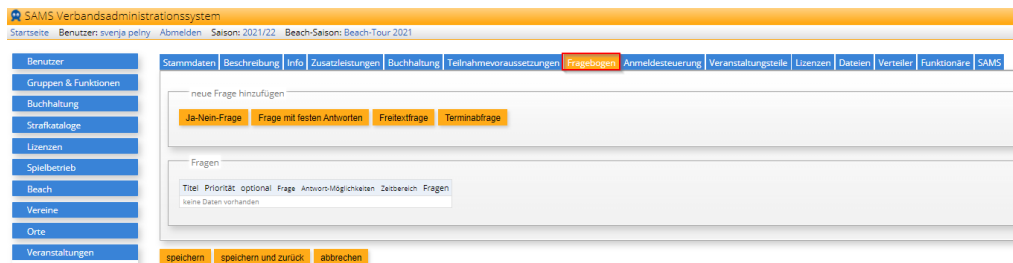 SAMS Verbandsadministrationssystem
Startseite Benutzer: svenja pelny Abmelden Saison: 2021/22 Beach-Saison: Beach-Tour 2021
Benutzer
Gruppen & Funktionen
Buchhaltung
Strafkataloge
Lizenzen
Spielbetrieb
Beach
Vereine
Orte
Veranstaltungen
Stammdaten Beschreibung Info Zusatzleistungen Buchhaltung Teilnahmevoraussetzungen Fragebogen Anmeldesteuerung Veranstaltungsteile Lizenzen Dateien Verteiler Funktionäre SAMS
neue Frage hinzufügen
Ja-Nein-Frage Frage mit festen Antworten Freitextfrage Terminabfrage
Fragen
Titel Priorität optional Frage Antwort-Möglichkeiten Zeitbereich Fragen
keine Daten vorhanden
speichern speichern und zurück abbrechen